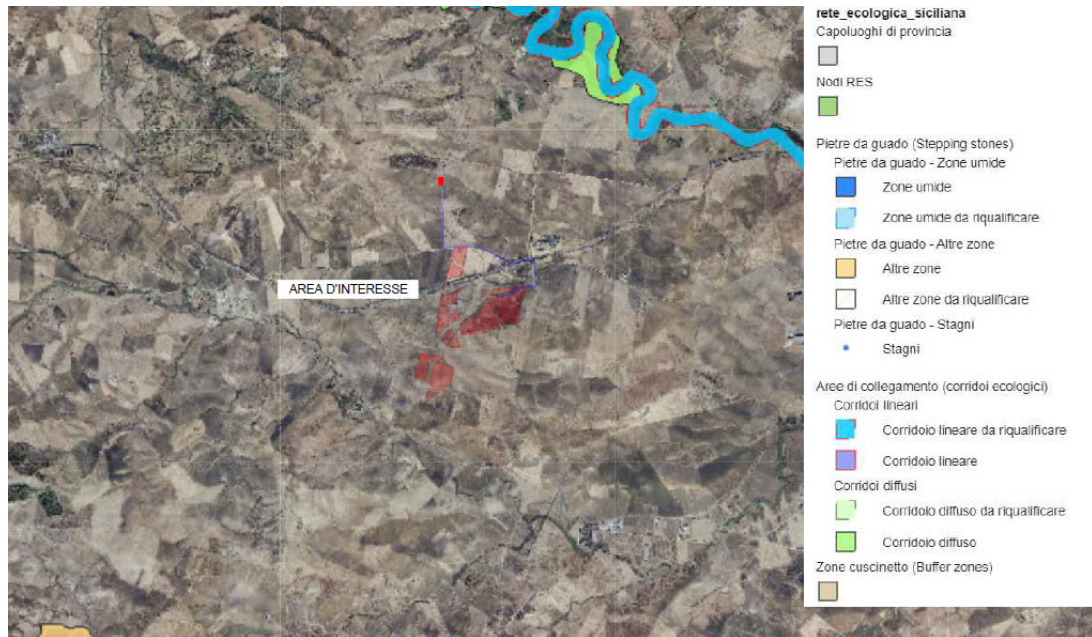 rete_ecologica_siciliana
Capoluoghi di provincia
Nodi RES
Pietre da guado (Stepping stones)
Pietre da guado - Zone umide
Zone umide
Zone umide da riqualificare
Pietre da guado - Altre zone
Altre zone
Altre zone da riqualificare
Pietre da guado - Stagni
Stagni
Aree di collegamento (corridoi ecologici)
Corridoi lineari
Corridoio lineare da riqualificare
Corridoio lineare
Corridoi diffusi
Corridoio diffuso da riqualificare
Corridoio diffuso
Zone cuscinetto (Buffer zones)
AREA D'INTERESSE